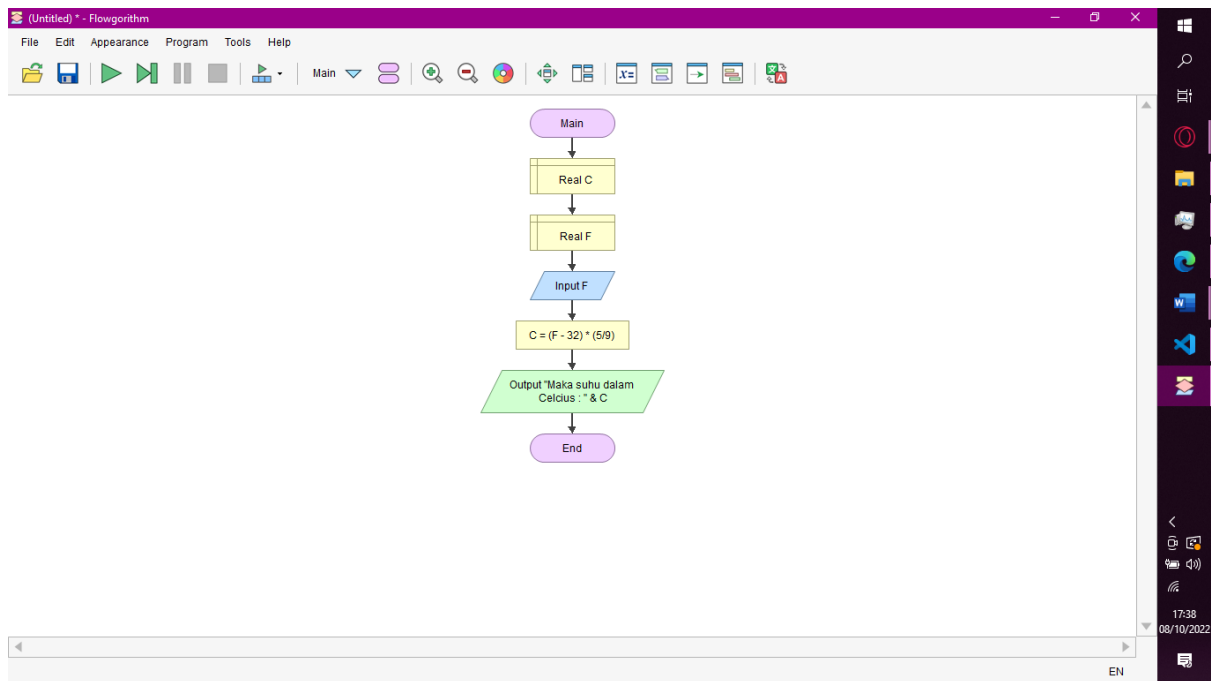 (Untitled) * - Flowgorithm
File Edit Appearance Program Tools Help
Main
Main
Real C
Real F
Input F
C = (F - 32) * (5/9)
Output "Maka suhu dalam
Celcius : " & C
End
17:38
08/10/2022
EN